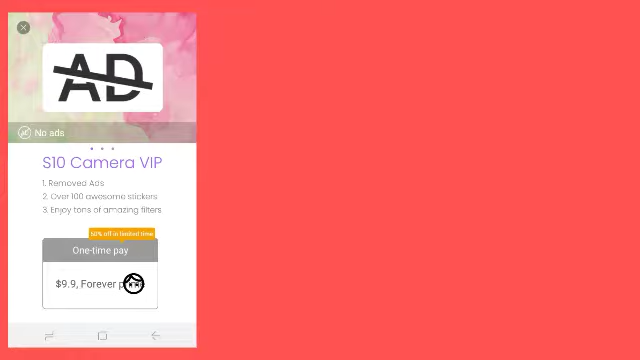 AD
No ads
S10 Camera VIP
1. Removed Ads
2. Over 100 awesome stickers
3. Enjoy tons of amazing filters
50% off in limited time
One-time pay
$9.9, Forever